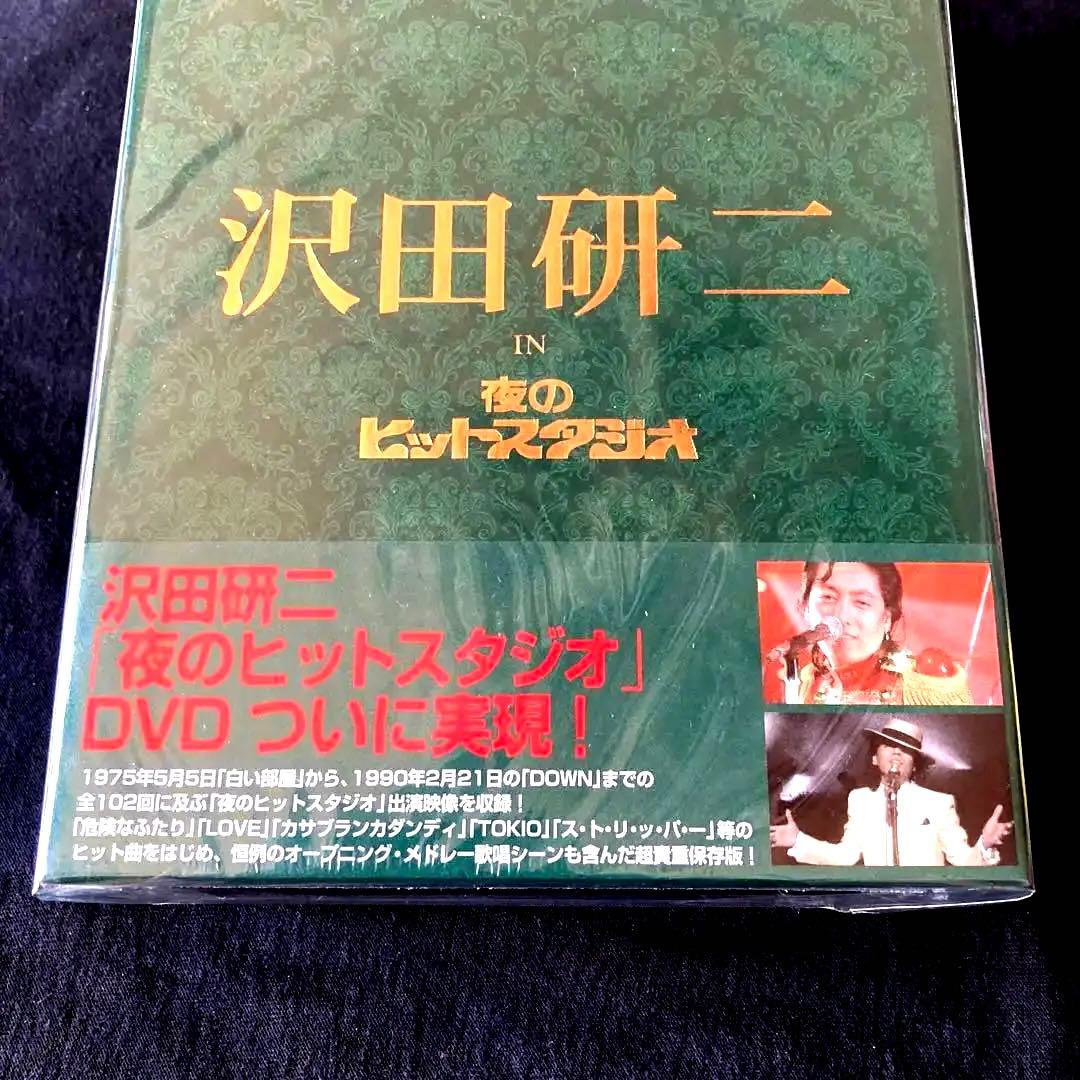 沢田研二
IN
夜の
ヒットスタジオ
沢田研二
「夜のヒットスタジオ」
DVD ついに実現！
1975年5月5日「白い部屋」から、1990年2月21日の「DOWN」までの
全102回に及ぶ「夜のヒットスタジオ」出演映像を収録！
「危険なふたり」「LOVE」「カサブランカダンディ」「TOKIO」「ス・ト・リ・ッ・パ・ー」等の
ヒット曲をはじめ、恒例のオープニング・メドレー歌唱シーンも含んだ超貴重保存版！